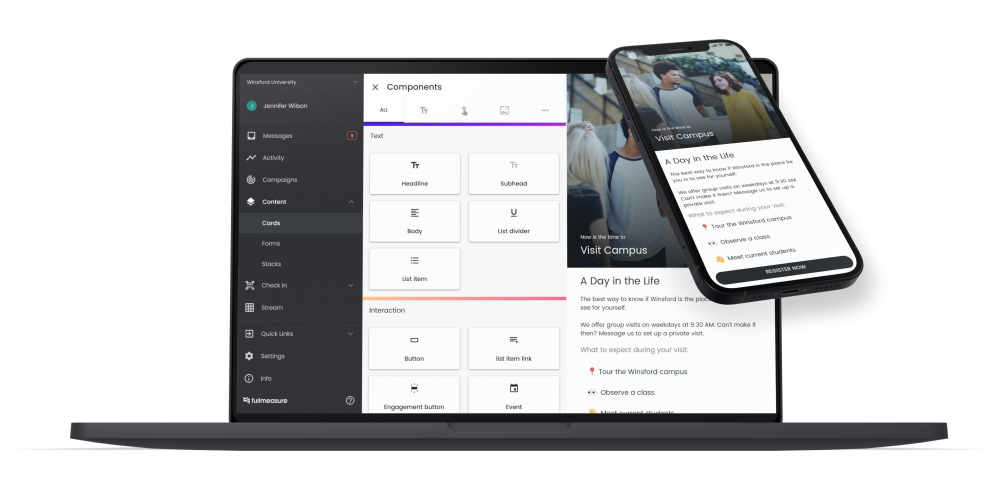 Winsford University
J
Jennifer Wilson
Messages
9
Activity
Campaigns
Content
Cards
Forms
Stacks
Check In
Stream
Quick Links
Settings
Info
fullmeasure
Components
ALL
Text
Headline
Subhead
Body
List divider
List item
Interaction
Button
list item link
Engagement button
Event
Now is the time to
Visit Campus
A Day in the Life
The best way to know if Winsford is the place
see for yourself.
We offer group visits on weekdays at 9:30 AM. Can't make it
then? Message us to set up a private visit.
What to expect during your visit:
Tour the Winsford campus
Observe a class
Meet current students
Now is the time to
Visit Campus
A Day in the Life
The best way to know if Winsford is the place for
you is to see for yourself.
We offer group visits on weekdays at 9:30 AM.
Can't make it then? Message us to set up a
private visit.
What to expect during your visit:
Tour the Winsford campus
Observe a class
Meet current students
REGISTER NOW